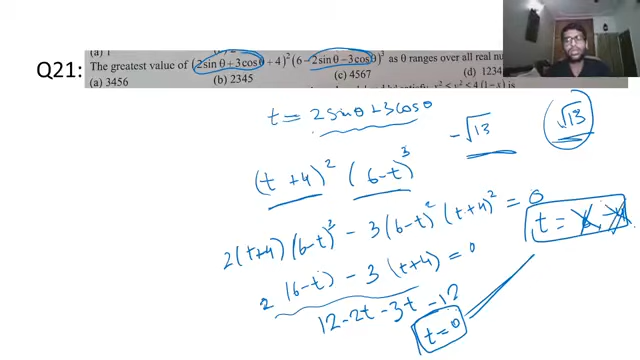 (a) 1
Q21: The greatest value of (2sinθ+3cosθ + 4)² (6−2sinθ−3cosθ)³ as θ ranges over all real nu
(a) 3456 (b) 2345 (c) 4567 (d) 1234
t = 2sinθ+3cosθ
-√13 √13
(t+4)² (6-t)³
2(t+4)(6-t)³ - 3(6-t)²(t+4)² = 0
t =
2(6-t) - 3(t+4) = 0
12-2t-3t-12
t=0